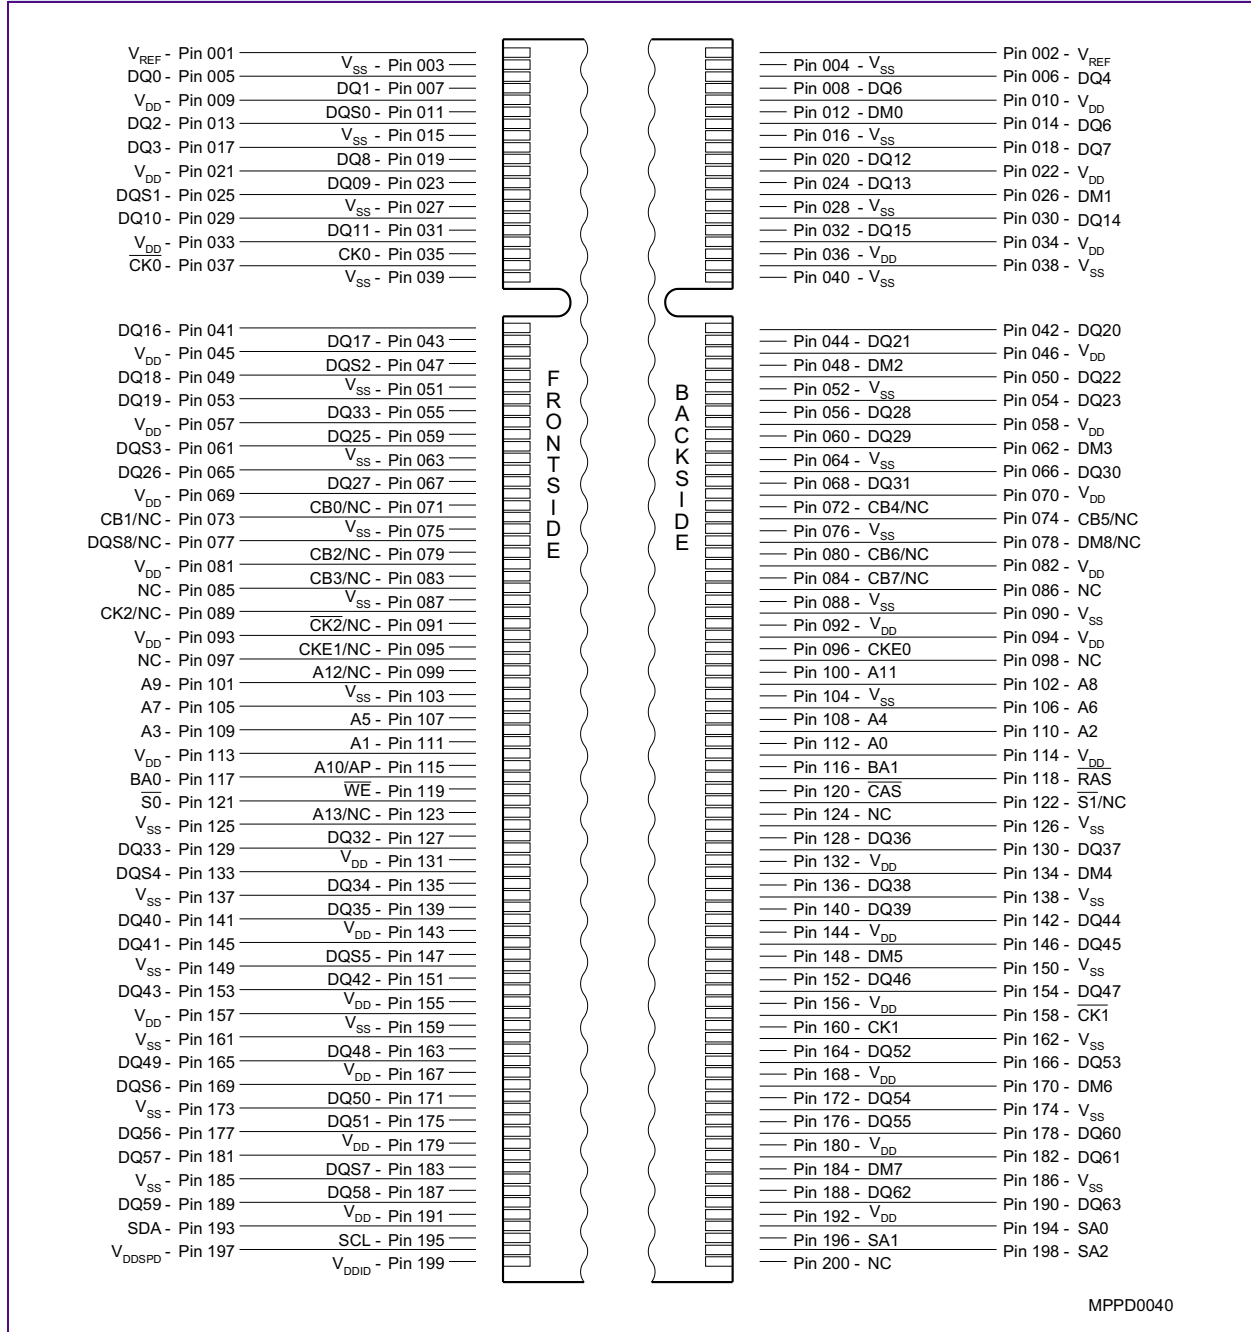 VREF - Pin 001
VSS - Pin 003
DQ0 - Pin 005
DQ1 - Pin 007
VDD - Pin 009
DQS0 - Pin 011
DQ2 - Pin 013
VSS - Pin 015
DQ3 - Pin 017
DQ8 - Pin 019
VDD - Pin 021
DQ09 - Pin 023
DQS1 - Pin 025
VSS - Pin 027
DQ10 - Pin 029
DQ11 - Pin 031
VDD - Pin 033
CK0 - Pin 035
C̅K̅0̅ - Pin 037
VSS - Pin 039
DQ16 - Pin 041
DQ17 - Pin 043
VDD - Pin 045
DQS2 - Pin 047
DQ18 - Pin 049
VSS - Pin 051
DQ19 - Pin 053
DQ33 - Pin 055
VDD - Pin 057
DQ25 - Pin 059
DQS3 - Pin 061
VSS - Pin 063
DQ26 - Pin 065
DQ27 - Pin 067
VDD - Pin 069
CB0/NC - Pin 071
CB1/NC - Pin 073
VSS - Pin 075
DQS8/NC - Pin 077
CB2/NC - Pin 079
VDD - Pin 081
CB3/NC - Pin 083
NC - Pin 085
VSS - Pin 087
CK2/NC - Pin 089
C̅K̅2̅/NC - Pin 091
VDD - Pin 093
CKE1/NC - Pin 095
NC - Pin 097
A12/NC - Pin 099
A9 - Pin 101
VSS - Pin 103
A7 - Pin 105
A5 - Pin 107
A3 - Pin 109
A1 - Pin 111
VDD - Pin 113
A10/AP - Pin 115
BA0 - Pin 117
W̅E̅ - Pin 119
S̅0̅ - Pin 121
A13/NC - Pin 123
VSS - Pin 125
DQ32 - Pin 127
DQ33 - Pin 129
VDD - Pin 131
DQS4 - Pin 133
DQ34 - Pin 135
VSS - Pin 137
DQ35 - Pin 139
DQ40 - Pin 141
VDD - Pin 143
DQ41 - Pin 145
DQS5 - Pin 147
VSS - Pin 149
DQ42 - Pin 151
DQ43 - Pin 153
VDD - Pin 155
VDD - Pin 157
VSS - Pin 159
VSS - Pin 161
DQ48 - Pin 163
DQ49 - Pin 165
VDD - Pin 167
DQS6 - Pin 169
DQ50 - Pin 171
VSS - Pin 173
DQ51 - Pin 175
DQ56 - Pin 177
VDD - Pin 179
DQ57 - Pin 181
DQS7 - Pin 183
VSS - Pin 185
DQ58 - Pin 187
DQ59 - Pin 189
VDD - Pin 191
SDA - Pin 193
SCL - Pin 195
VDDSPD - Pin 197
VDDID - Pin 199
FRONTSIDE
BACKSIDE
Pin 002 - VREF
Pin 004 - VSS
Pin 006 - DQ4
Pin 008 - DQ6
Pin 010 - VDD
Pin 012 - DM0
Pin 014 - DQ6
Pin 016 - VSS
Pin 018 - DQ7
Pin 020 - DQ12
Pin 022 - VDD
Pin 024 - DQ13
Pin 026 - DM1
Pin 028 - VSS
Pin 030 - DQ14
Pin 032 - DQ15
Pin 034 - VDD
Pin 036 - VDD
Pin 038 - VSS
Pin 040 - VSS
Pin 042 - DQ20
Pin 044 - DQ21
Pin 046 - VDD
Pin 048 - DM2
Pin 050 - DQ22
Pin 052 - VSS
Pin 054 - DQ23
Pin 056 - DQ28
Pin 058 - VDD
Pin 060 - DQ29
Pin 062 - DM3
Pin 064 - VSS
Pin 066 - DQ30
Pin 068 - DQ31
Pin 070 - VDD
Pin 072 - CB4/NC
Pin 074 - CB5/NC
Pin 076 - VSS
Pin 078 - DM8/NC
Pin 080 - CB6/NC
Pin 082 - VDD
Pin 084 - CB7/NC
Pin 086 - NC
Pin 088 - VSS
Pin 090 - VSS
Pin 092 - VDD
Pin 094 - VDD
Pin 096 - CKE0
Pin 098 - NC
Pin 100 - A11
Pin 102 - A8
Pin 104 - VSS
Pin 106 - A6
Pin 108 - A4
Pin 110 - A2
Pin 112 - A0
Pin 114 - VDD
Pin 116 - BA1
Pin 118 - R̅A̅S̅
Pin 120 - C̅A̅S̅
Pin 122 - S̅1̅/NC
Pin 124 - NC
Pin 126 - VSS
Pin 128 - DQ36
Pin 130 - DQ37
Pin 132 - VDD
Pin 134 - DM4
Pin 136 - DQ38
Pin 138 - VSS
Pin 140 - DQ39
Pin 142 - DQ44
Pin 144 - VDD
Pin 146 - DQ45
Pin 148 - DM5
Pin 150 - VSS
Pin 152 - DQ46
Pin 154 - DQ47
Pin 156 - VDD
Pin 158 - C̅K̅1̅
Pin 160 - CK1
Pin 162 - VSS
Pin 164 - DQ52
Pin 166 - DQ53
Pin 168 - VDD
Pin 170 - DM6
Pin 172 - DQ54
Pin 174 - VSS
Pin 176 - DQ55
Pin 178 - DQ60
Pin 180 - VDD
Pin 182 - DQ61
Pin 184 - DM7
Pin 186 - VSS
Pin 188 - DQ62
Pin 190 - DQ63
Pin 192 - VDD
Pin 194 - SA0
Pin 196 - SA1
Pin 198 - SA2
Pin 200 - NC
MPPD0040